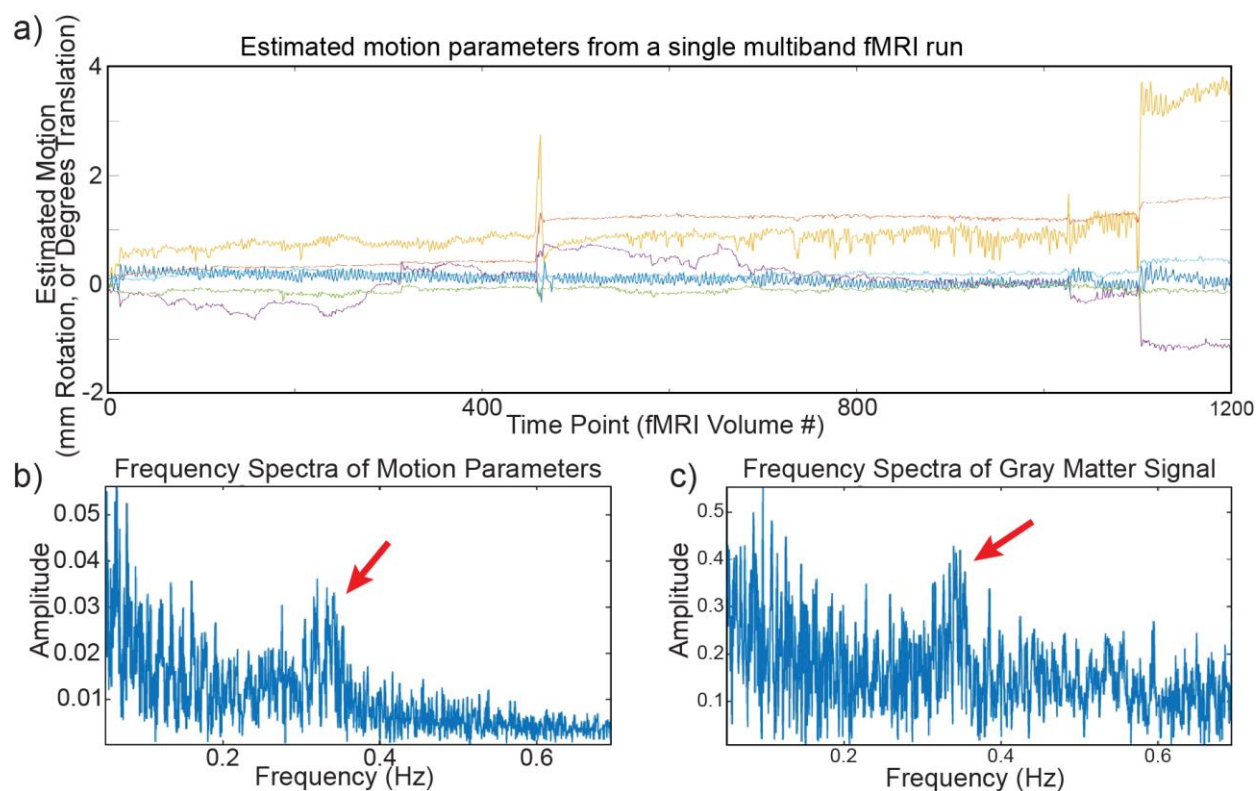 a)
Estimated motion parameters from a single multiband fMRI run
Estimated Motion
(mm Rotation, or Degrees Translation)
4
2
0
-2
0
400
800
1200
Time Point (fMRI Volume #)
b)
Frequency Spectra of Motion Parameters
Amplitude
0.05
0.04
0.03
0.02
0.01
0.2
0.4
0.6
Frequency (Hz)
c)
Frequency Spectra of Gray Matter Signal
Amplitude
0.5
0.4
0.3
0.2
0.1
0.2
0.4
0.6
Frequency (Hz)